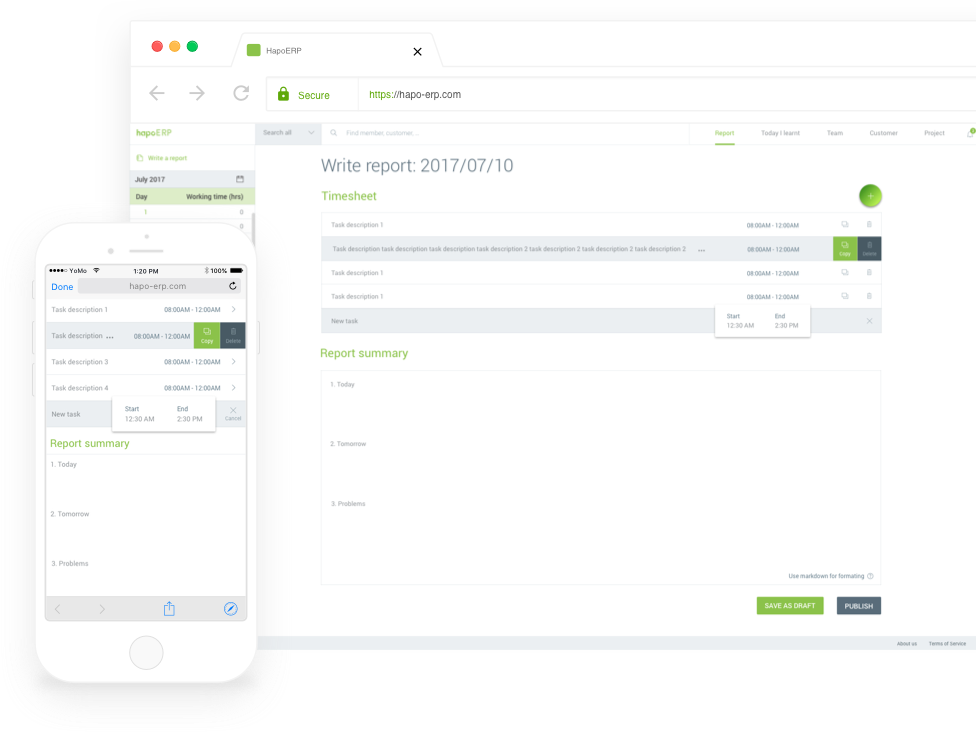 HapoERP
Secure
https://hapo-erp.com
hapoERP
Search all
Find member, customer...
Report
Today I learnt
Team
Customer
Project
Write a report
July 2017
Day Working time (hrs)
1 0
8
Write report: 2017/07/10
Timesheet
Task description 1 08:00AM - 12:00AM
Task description task description task description task description 2 task description 2 task description 2 task description 2 ... 08:00AM - 12:00AM Copy Delete
Task description 1 08:00AM - 12:00AM
Task description 1 08:00AM - 12:00AM
New task
Start End
12:30 AM 2:30 PM
Report summary
1. Today
2. Tomorrow
3. Problems
Use markdown for formating
SAVE AS DRAFT PUBLISH
About us Terms of Service
YoMo 1:20 PM 100%
Done hapo-erp.com
Task description 1 08:00AM - 12:00AM
Task description ... 08:00AM - 12:00AM Copy Delete
Task description 3 08:00AM - 12:00AM
Task description 4 08:00AM - 12:00AM
New task
Start End
12:30 AM 2:30 PM
Cancel
Report summary
1. Today
2. Tomorrow
3. Problems